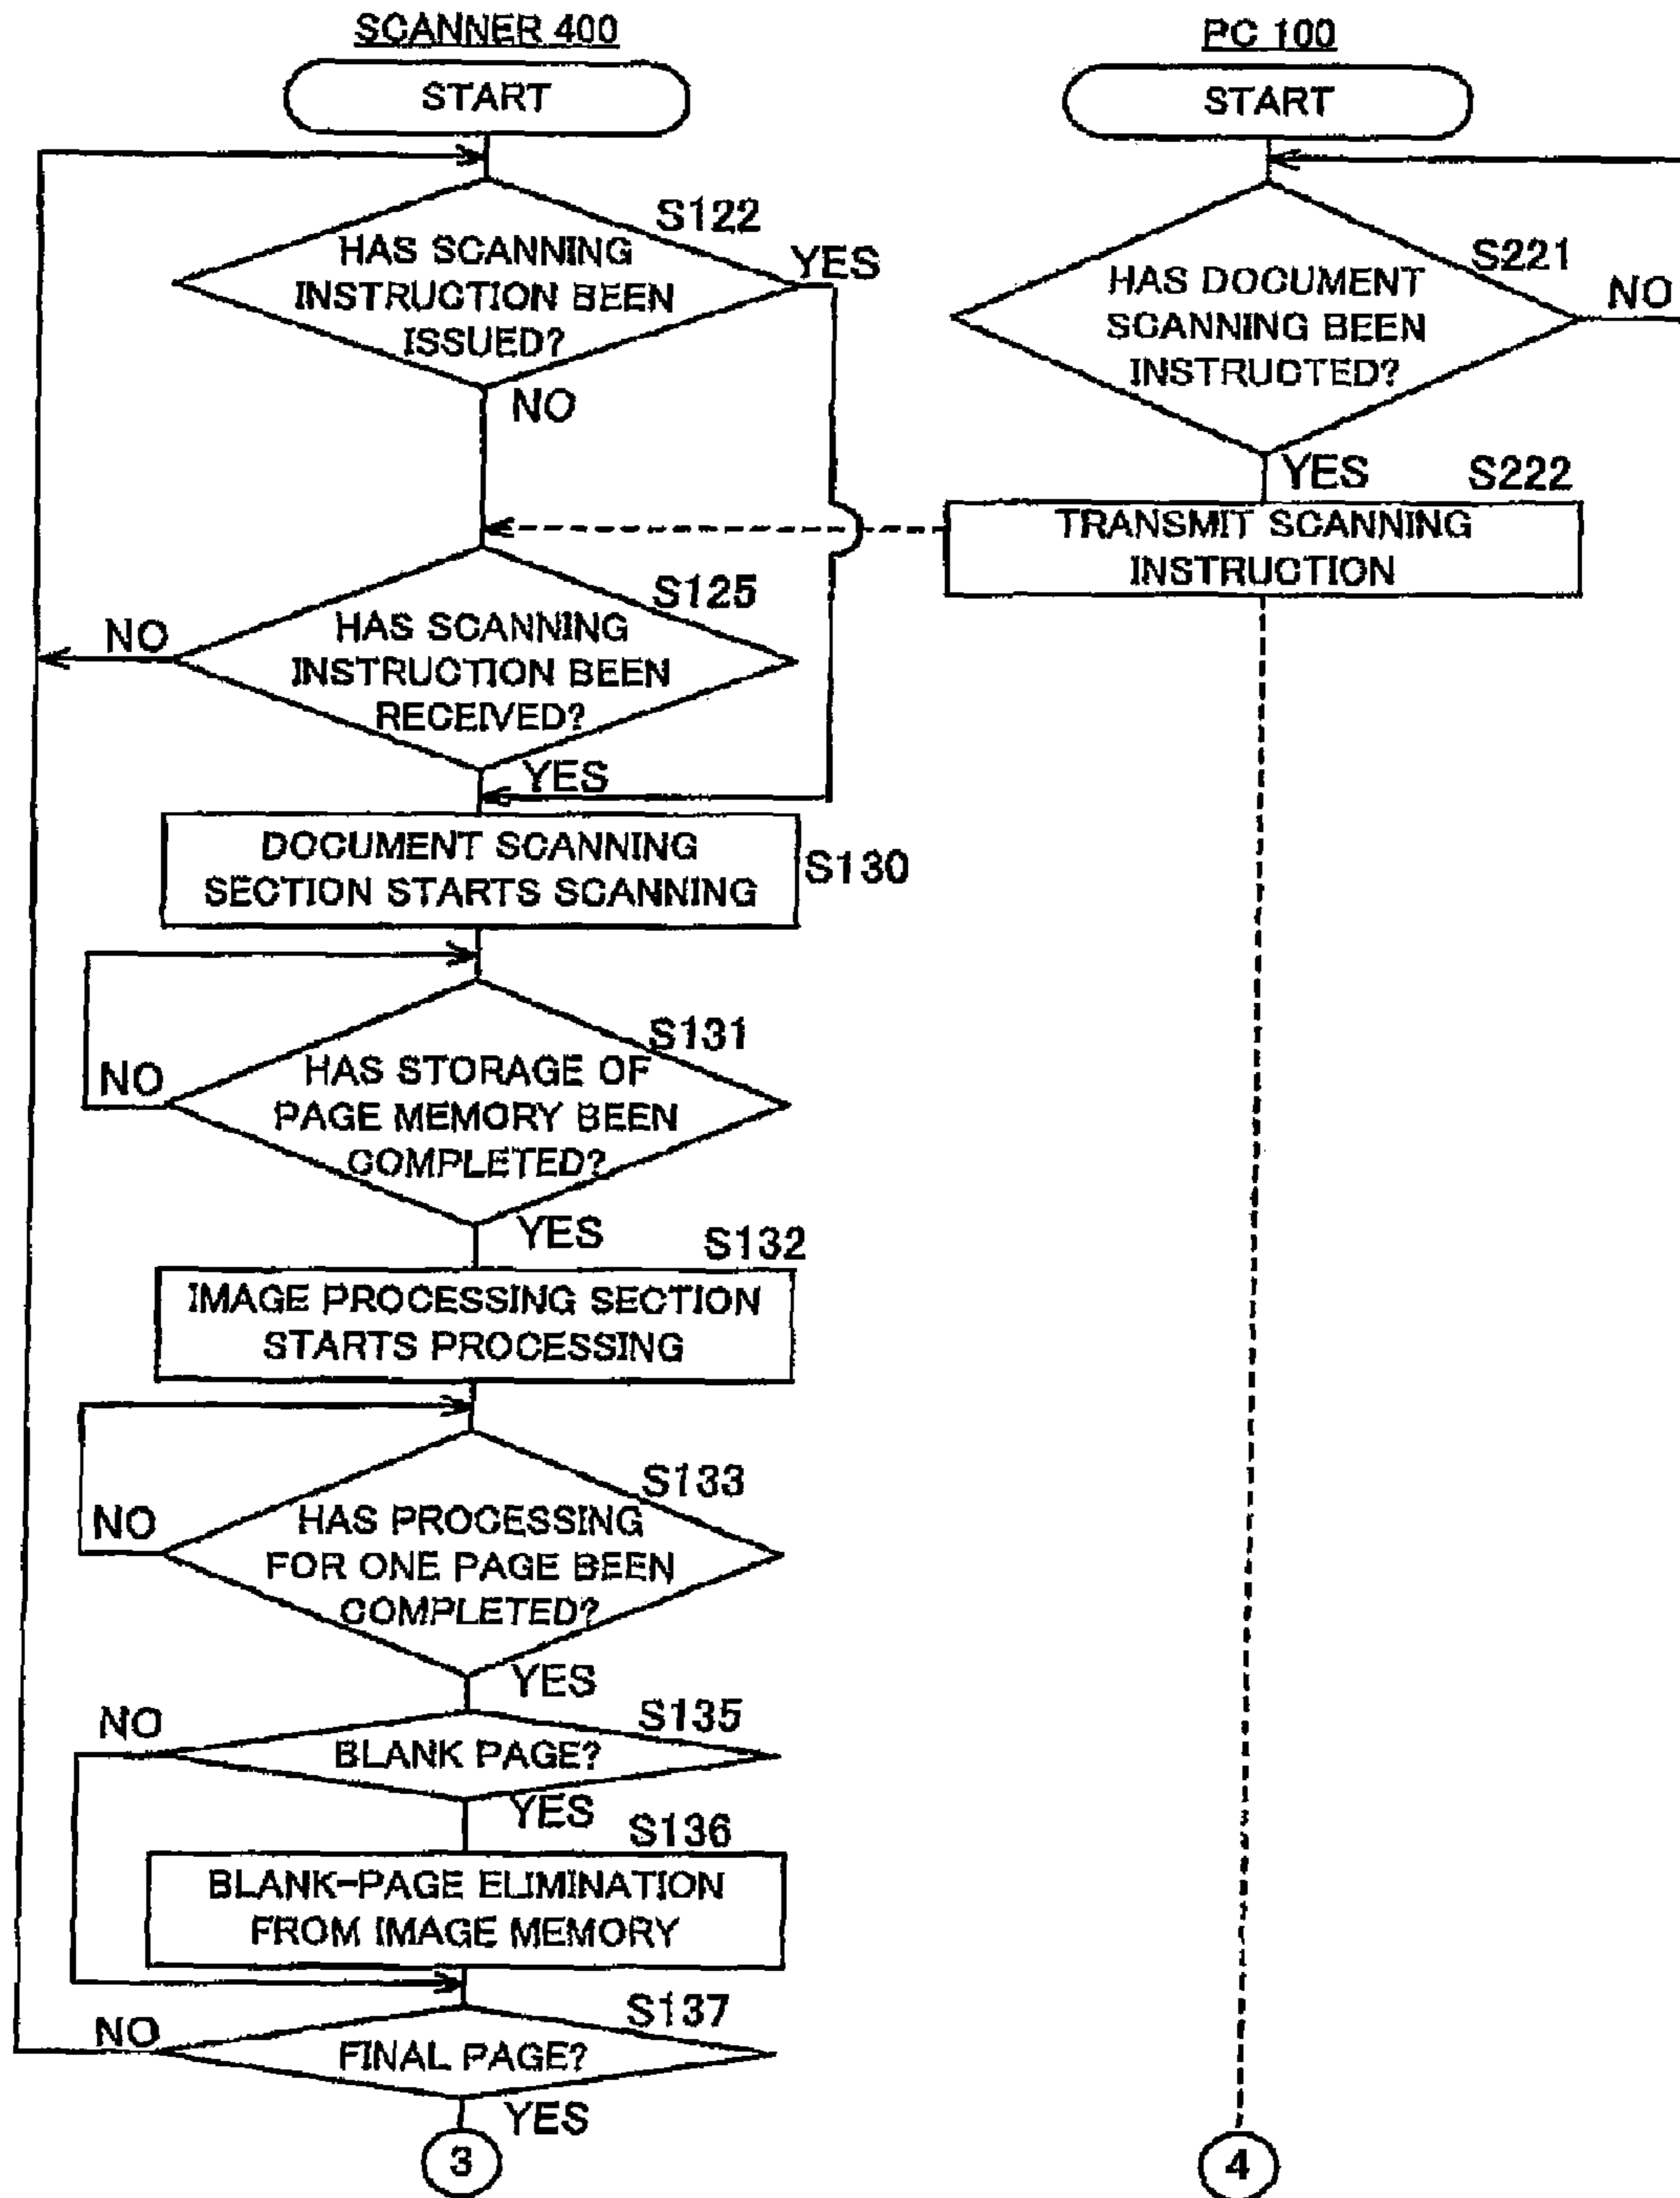 SCANNER 400
START
S122
HAS SCANNING
INSTRUCTION BEEN
ISSUED?
YES
NO
S125
HAS SCANNING
INSTRUCTION BEEN
RECEIVED?
NO
YES
DOCUMENT SCANNING
SECTION STARTS SCANNING
S130
S131
HAS STORAGE OF
PAGE MEMORY BEEN
COMPLETED?
NO
YES
S132
IMAGE PROCESSING SECTION
STARTS PROCESSING
S133
HAS PROCESSING
FOR ONE PAGE BEEN
COMPLETED?
NO
YES
S135
NO
BLANK PAGE?
YES
S136
BLANK-PAGE ELIMINATION
FROM IMAGE MEMORY
S137
NO
FINAL PAGE?
YES
3
PC 100
START
S221
HAS DOCUMENT
SCANNING BEEN
INSTRUCTED?
NO
YES
S222
TRANSMIT SCANNING
INSTRUCTION
4